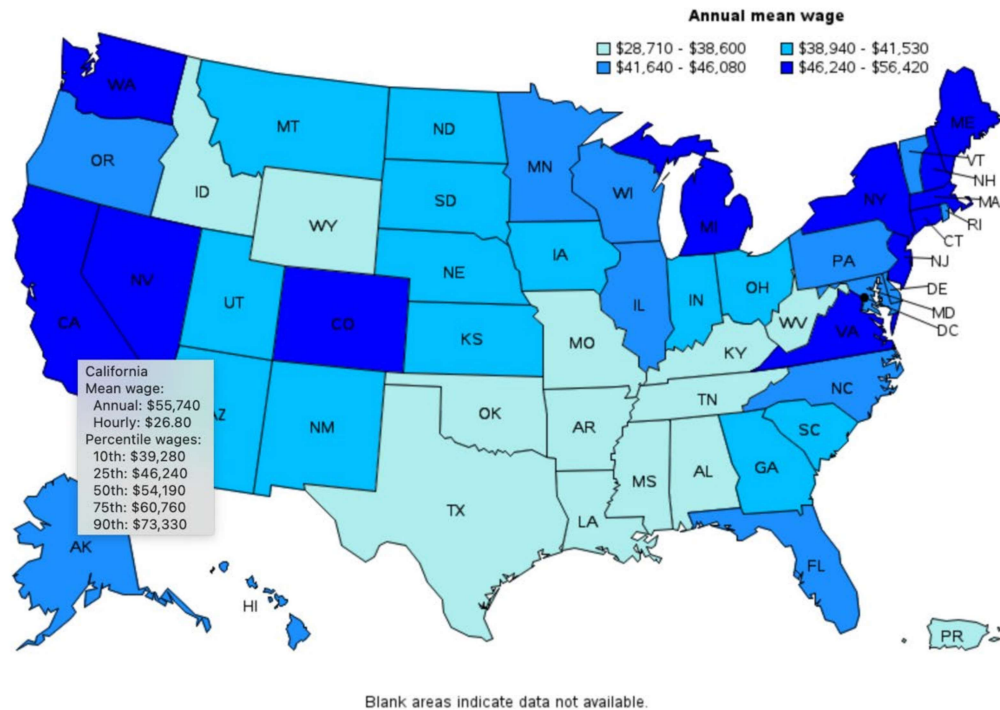 Annual mean wage
$28,710 - $38,600
$38,940 - $41,530
$41,640 - $46,080
$46,240 - $56,420
WA
MT
ND
MN
ME
OR
VT
ID
WI
NH
SD
MA
WY
NY
MI
RI
CT
IA
PA
NJ
NE
NV
OH
DE
UT
IL
IN
MD
CA
CO
WV
VA
DC
KS
MO
KY
California
Mean wage:
Annual: $55,740
Hourly: $26.80
Percentile wages:
10th: $39,280
25th: $46,240
50th: $54,190
75th: $60,760
90th: $73,330
NC
TN
AZ
NM
OK
AR
SC
GA
MS
AL
TX
LA
AK
FL
HI
PR
Blank areas indicate data not available.